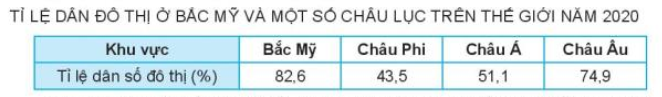 TỈ LỆ DÂN ĐÔ THỊ Ở BẮC MỸ VÀ MỘT SỐ CHÂU LỤC TRÊN THẾ GIỚI NĂM 2020
Khu vực Bắc Mỹ Châu Phi Châu Á Châu Âu
Tỉ lệ dân số đô thị (%) 82,6 43,5 51,1 74,9